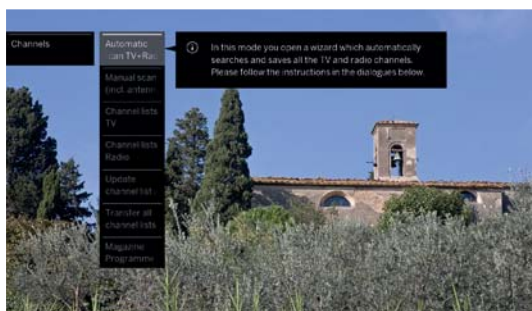 Channels
Automatic
can TV+Ra
In this mode you open a wizard which automatically
searches and saves all the TV and radio channels.
Please follow the instructions in the dialogues below.
Manual scan
(incl. antenn
Channel lists
TV
Channel lists
Radio
Update
channel list
Transfer all
channel lists
Magazine
Programme